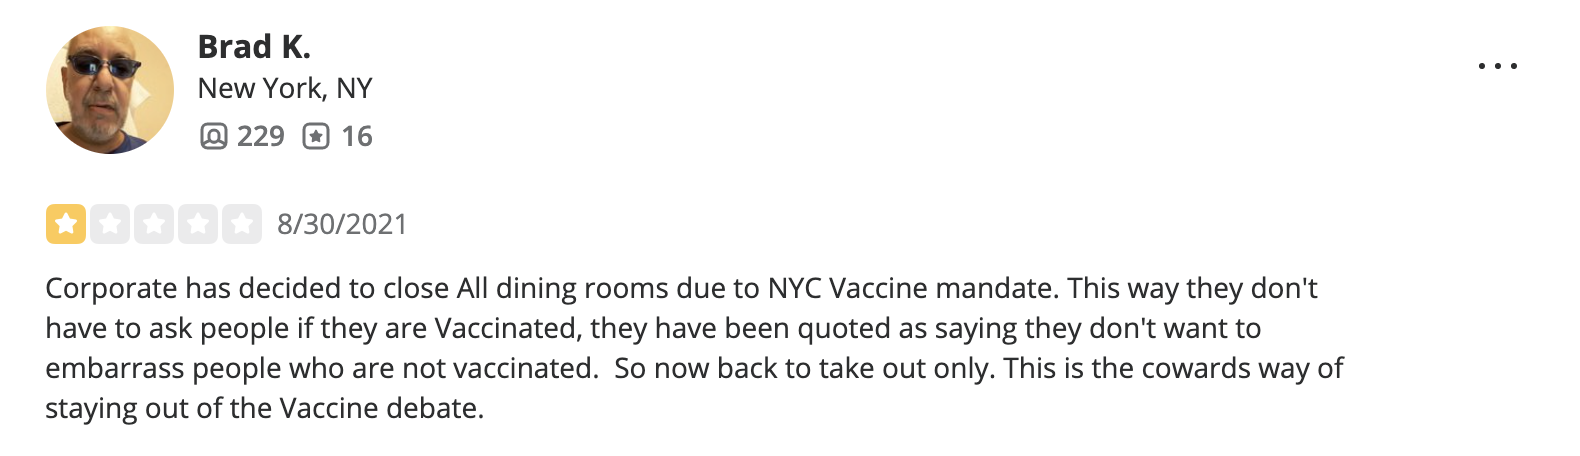 Brad K.
New York, NY
229 16
8/30/2021
Corporate has decided to close All dining rooms due to NYC Vaccine mandate. This way they don't
have to ask people if they are Vaccinated, they have been quoted as saying they don't want to
embarrass people who are not vaccinated.  So now back to take out only. This is the cowards way of
staying out of the Vaccine debate.